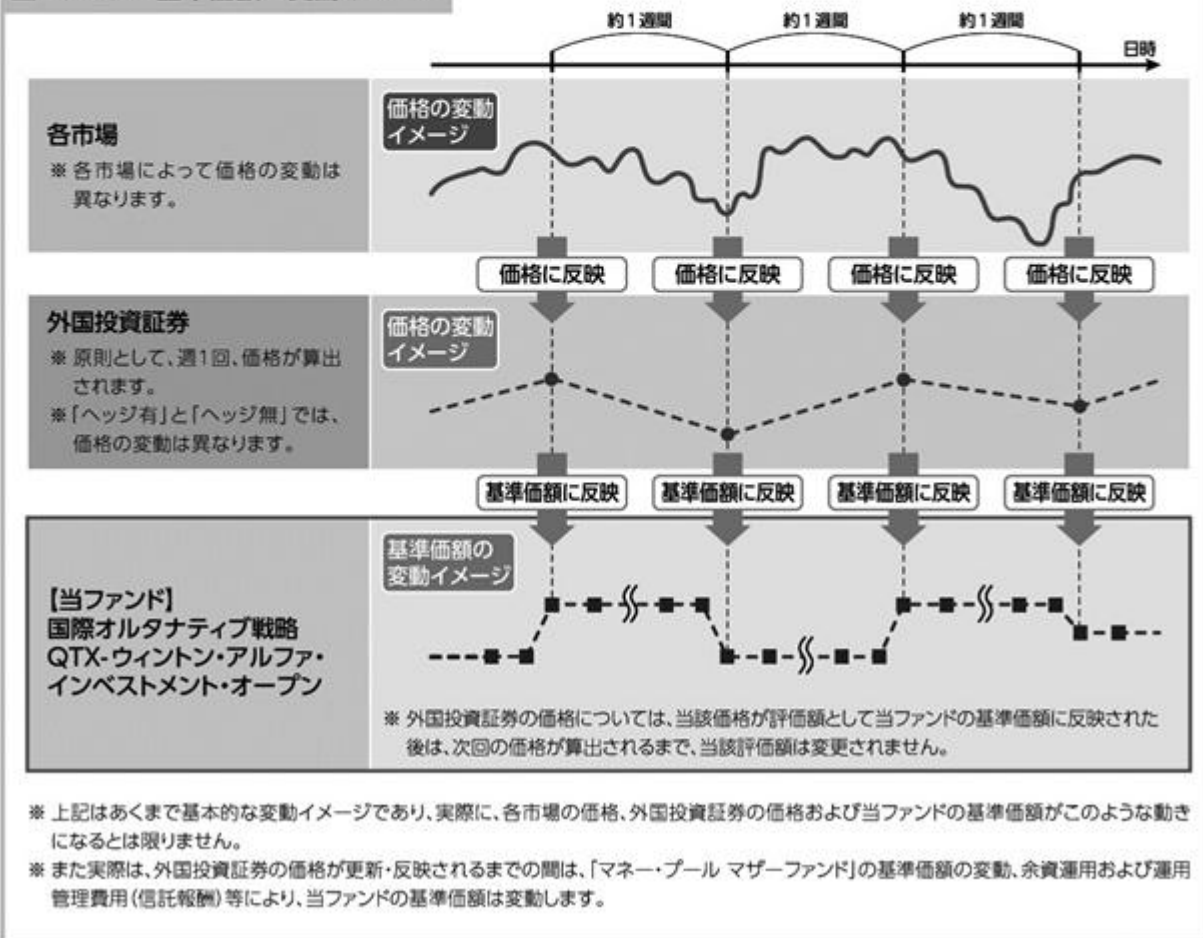 約1週間
約1週間
約1週間
日時
各市場
※ 各市場によって価格の変動は
異なります。
価格の変動
イメージ
価格に反映
価格に反映
価格に反映
価格に反映
外国投資証券
※ 原則として、週1回、価格が算出
されます。
※「ヘッジ有」と「ヘッジ無」では、
価格の変動は異なります。
価格の変動
イメージ
基準価額に反映
基準価額に反映
基準価額に反映
基準価額に反映
【当ファンド】
国際オルタナティブ戦略
QTX-ウィントン・アルファ・
インベストメント・オープン
基準価額の
変動イメージ
※ 外国投資証券の価格については、当該価格が評価額として当ファンドの基準価額に反映された
後は、次回の価格が算出されるまで、当該評価額は変更されません。
※ 上記はあくまで基本的な変動イメージであり、実際に、各市場の価格、外国投資証券の価格および当ファンドの基準価額がこのような動き
になるとは限りません。
※ また実際は、外国投資証券の価格が更新・反映されるまでの間は、「マネー・プール マザーファンド」の基準価額の変動、余資運用および運用
管理費用(信託報酬)等により、当ファンドの基準価額は変動します。